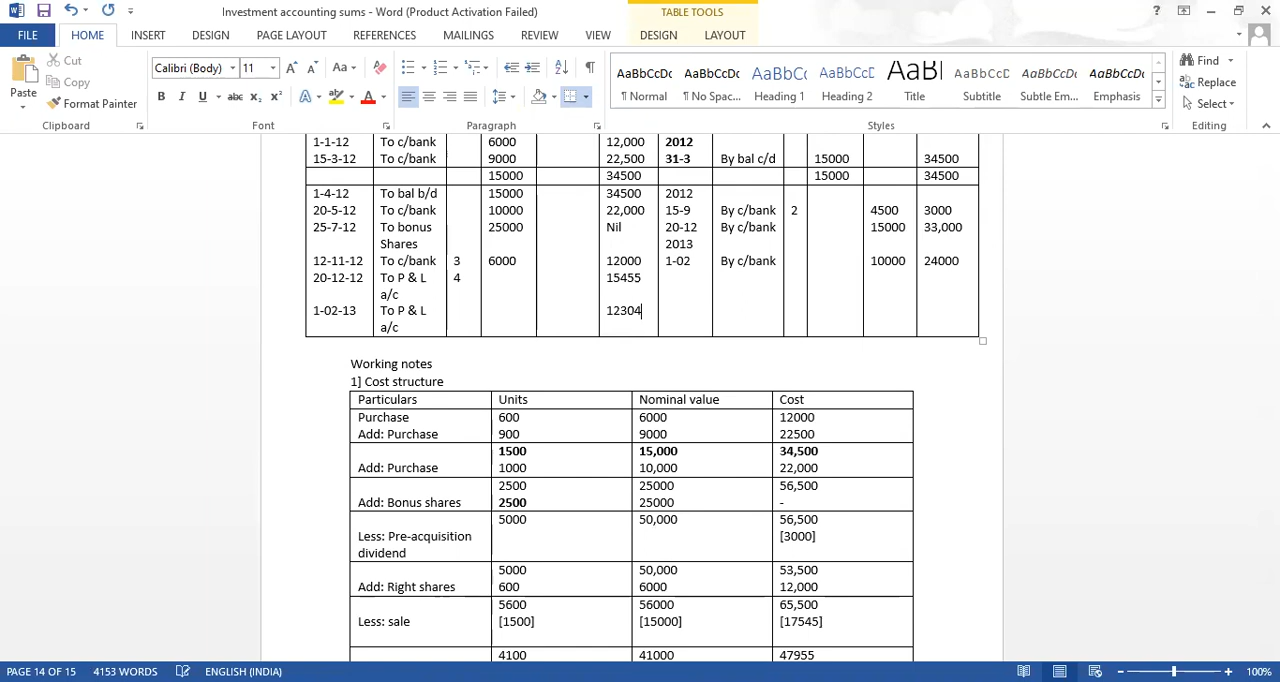 Investment accounting sums - Word (Product Activation Failed)
TABLE TOOLS
FILE HOME INSERT DESIGN PAGE LAYOUT REFERENCES MAILINGS REVIEW VIEW DESIGN LAYOUT
Paste
Cut
Copy
Format Painter
Calibri (Body) 11
AaBbCcDc AaBbCcDc AaBbCc AaBbCcC AaBl AaBbCcD AaBbCcDc AaBbCcDc
¶ Normal ¶ No Spac... Heading 1 Heading 2 Title Subtitle Subtle Em... Emphasis
Find
Replace
Select
Clipboard Font Paragraph Styles Editing
1-1-12 To c/bank 6000 12,000 2012
15-3-12 To c/bank 9000 22,500 31-3 By bal c/d 15000 34500
15000 34500 15000 34500
1-4-12 To bal b/d 15000 34500 2012
20-5-12 To c/bank 10000 22,000 15-9 By c/bank 2 4500 3000
25-7-12 To bonus 25000 Nil 20-12 By c/bank 15000 33,000
Shares 2013
12-11-12 To c/bank 3 6000 12000 1-02 By c/bank 10000 24000
20-12-12 To P & L 4 15455
a/c
1-02-13 To P & L 12304
a/c
Working notes
1] Cost structure
Particulars Units Nominal value Cost
Purchase 600 6000 12000
Add: Purchase 900 9000 22500
1500 15,000 34,500
Add: Purchase 1000 10,000 22,000
2500 25000 56,500
Add: Bonus shares 2500 25000 -
5000 50,000 56,500
Less: Pre-acquisition [3000]
dividend
5000 50,000 53,500
Add: Right shares 600 6000 12,000
5600 56000 65,500
Less: sale [1500] [15000] [17545]
4100 41000 47955
PAGE 14 OF 15 4153 WORDS ENGLISH (INDIA) 100%